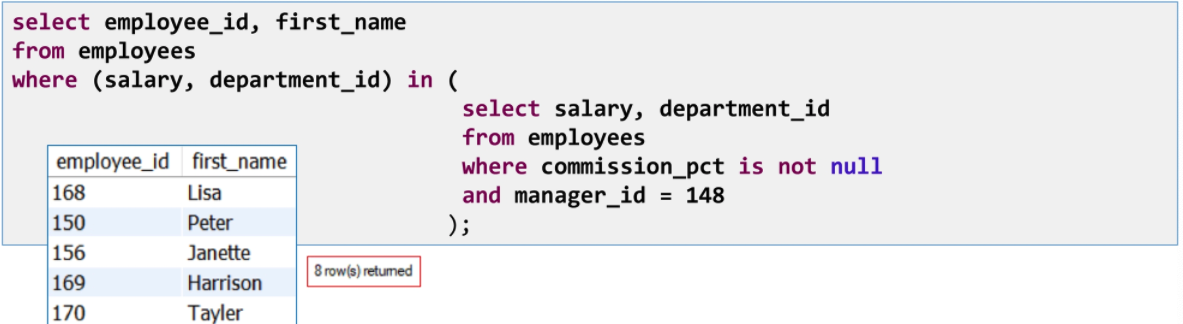 select employee_id, first_name
from employees
where (salary, department_id) in (
select salary, department_id
from employees
where commission_pct is not null
and manager_id = 148
);
employee_id first_name
168 Lisa
150 Peter
156 Janette
169 Harrison
170 Tayler
8 row(s) returned